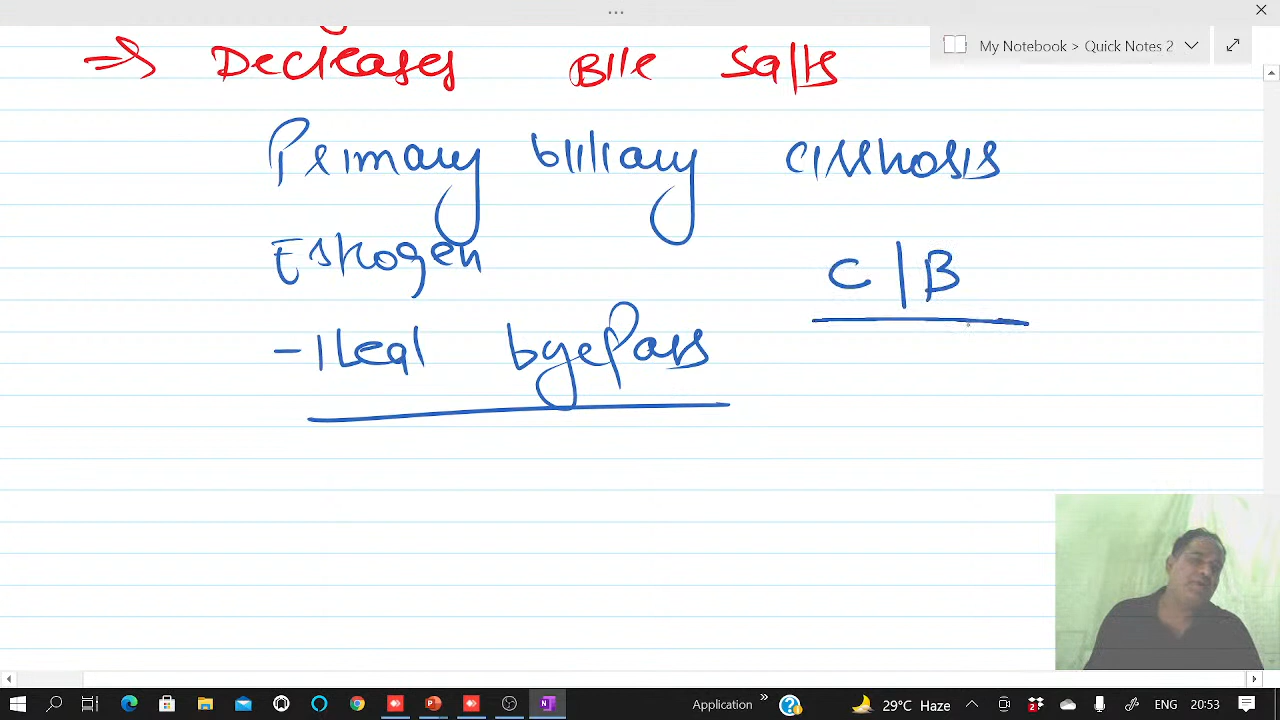 My Notebook > Quick Notes 2
⇒ Decreases Bile Salts
Primary biliary cirrhosis
Estrogen
C | B
- Ileal byePass
Application
29°C Haze
ENG
20:53